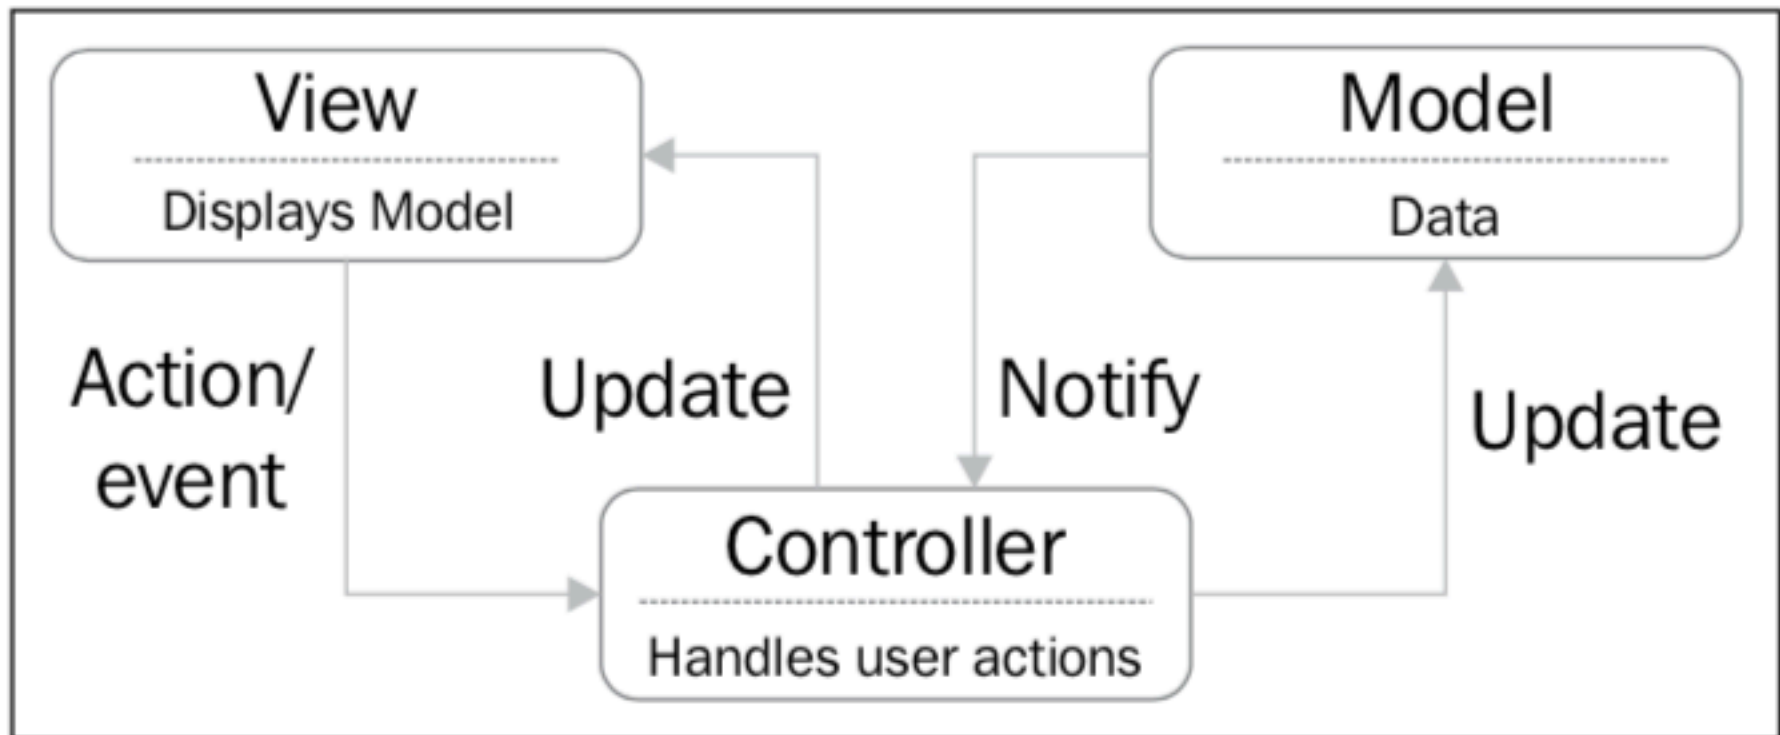 View
Displays Model
Model
Data
Action/
event
Update
Notify
Update
Controller
Handles user actions